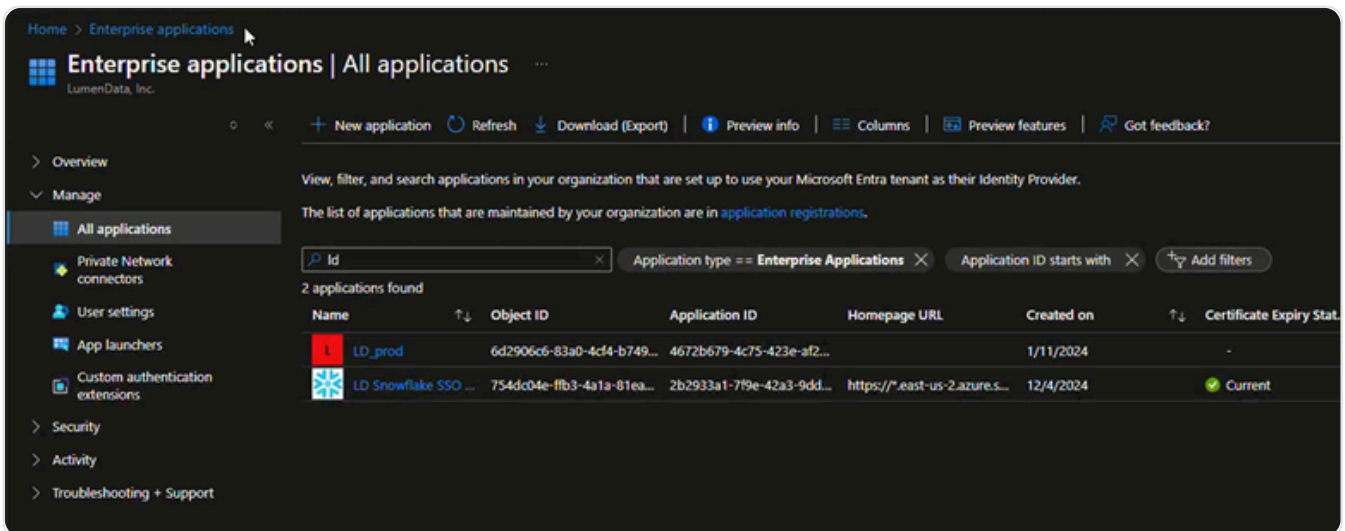 Home > Enterprise applications
Enterprise applications | All applications ...
LumenData, Inc.
New application Refresh Download (Export) | Preview info | Columns | Preview features | Got feedback?
Overview
Manage
All applications
Private Network
connectors
User settings
App launchers
Custom authentication
extensions
Security
Activity
Troubleshooting + Support
View, filter, and search applications in your organization that are set up to use your Microsoft Entra tenant as their Identity Provider.
The list of applications that are maintained by your organization are in application registrations.
ld Application type == Enterprise Applications Application ID starts with Add filters
2 applications found
Name Object ID Application ID Homepage URL Created on Certificate Expiry Stat.
L LD_prod 6d2906c6-83a0-4cf4-b749... 4672b679-4c75-423e-af2... 1/11/2024 -
LD Snowflake SSO ... 754dc04e-ffb3-4a1a-81ea... 2b2933a1-7f9e-42a3-9dd... https://*.east-us-2.azure.s... 12/4/2024 Current